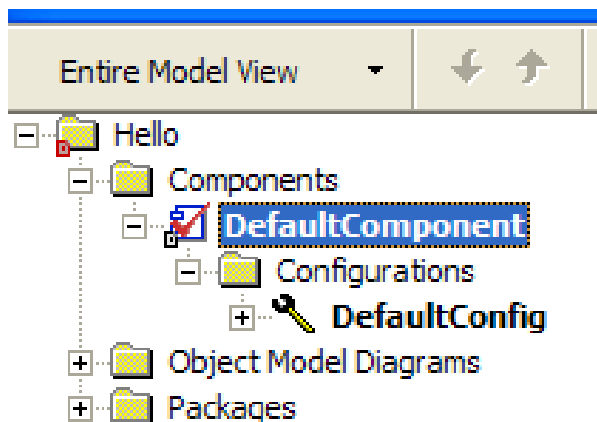 Entire Model View
Hello
Components
DefaultComponent
Configurations
DefaultConfig
Object Model Diagrams
Packages